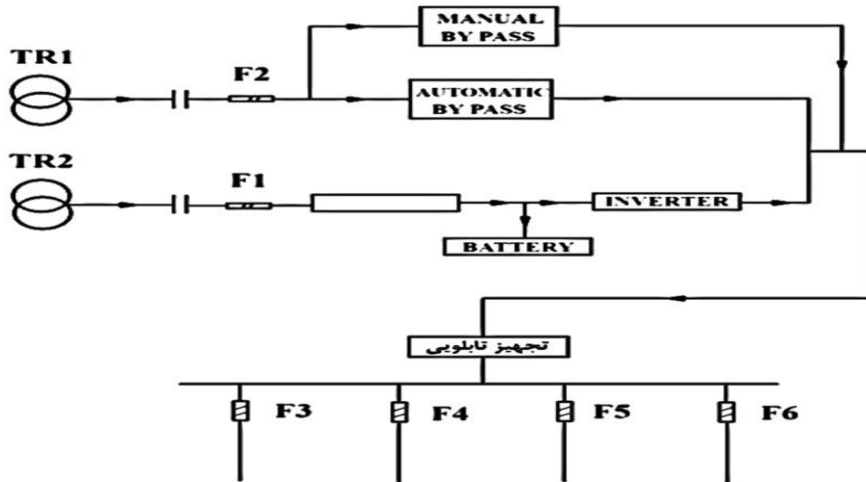 MANUAL
BY PASS
TR1
F2
AUTOMATIC
BY PASS
TR2
F1
INVERTER
BATTERY
تجهیز تابلویی
F3
F4
F5
F6